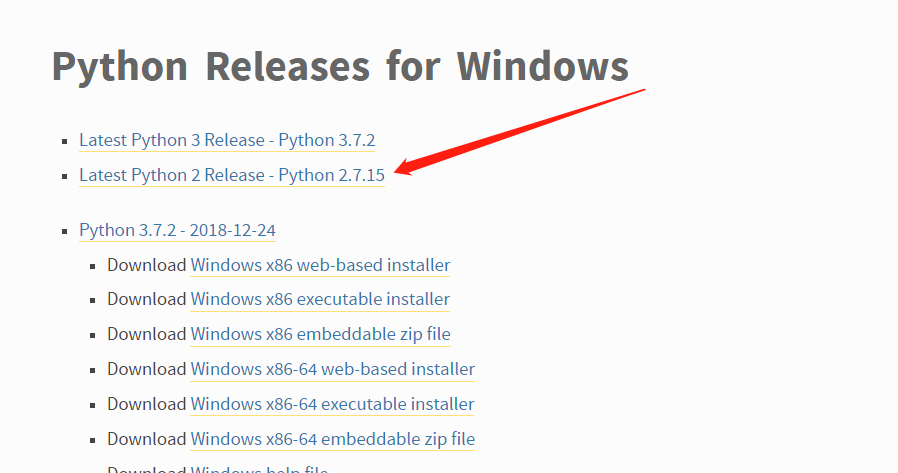 Python Releases for Windows
Latest Python 3 Release - Python 3.7.2
Latest Python 2 Release - Python 2.7.15
Python 3.7.2 - 2018-12-24
Download Windows x86 web-based installer
Download Windows x86 executable installer
Download Windows x86 embeddable zip file
Download Windows x86-64 web-based installer
Download Windows x86-64 executable installer
Download Windows x86-64 embeddable zip file
Download Windows help file